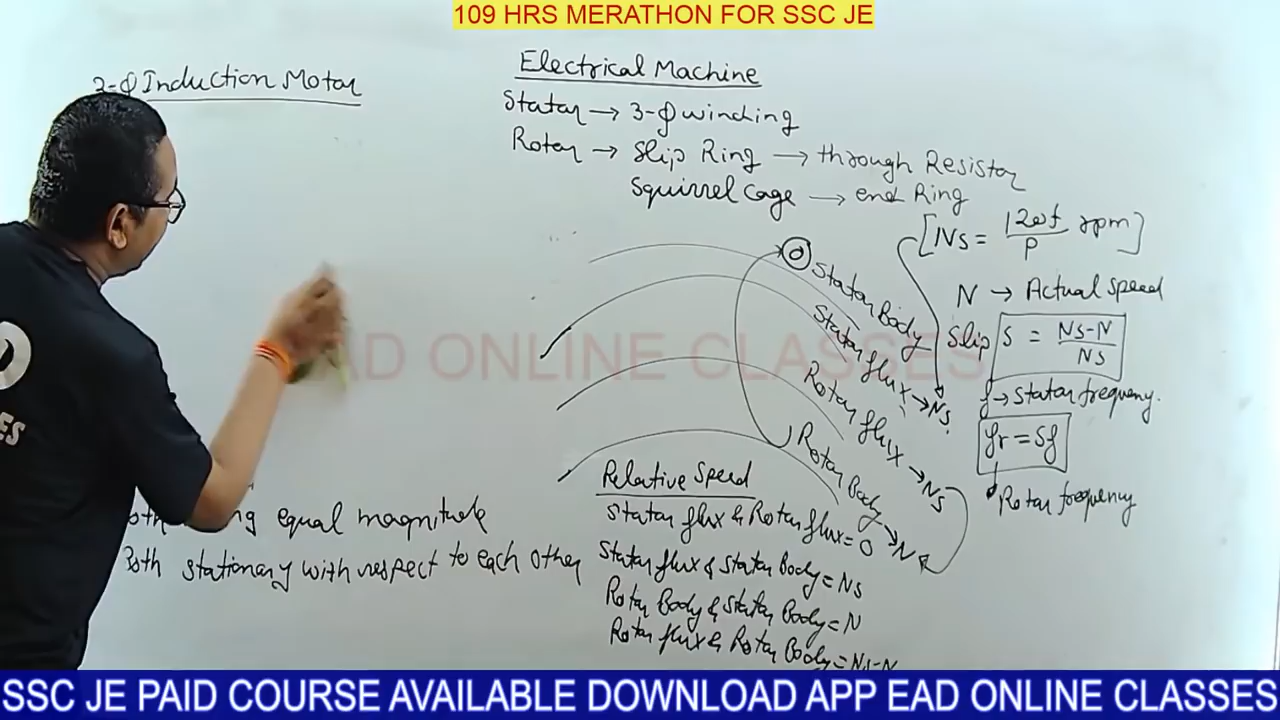 109 HRS MERATHON FOR SSC JE
3-φ Induction Motor
Electrical Machine
Stator → 3-φ winding
Rotor → Slip Ring → through Resistor
Squirrel Cage → end Ring
[Ns = 120f/P rpm]
N → Actual speed
Slip s = Ns-N/Ns
f → Stator frequency.
fr = sf
Rotor frequency
0
Stator Body
Stator flux → Ns
Rotor flux → Ns
Rotor Body → N
EAD ONLINE CLASSES
equal magnitude
Both stationary with respect to each other
Relative Speed
Stator flux & Rotor flux = 0
Stator flux & Stator Body = Ns
Rotor Body & Stator Body = N
Rotor flux & Rotor Body = Ns-N
SSC JE PAID COURSE AVAILABLE DOWNLOAD APP EAD ONLINE CLASSES